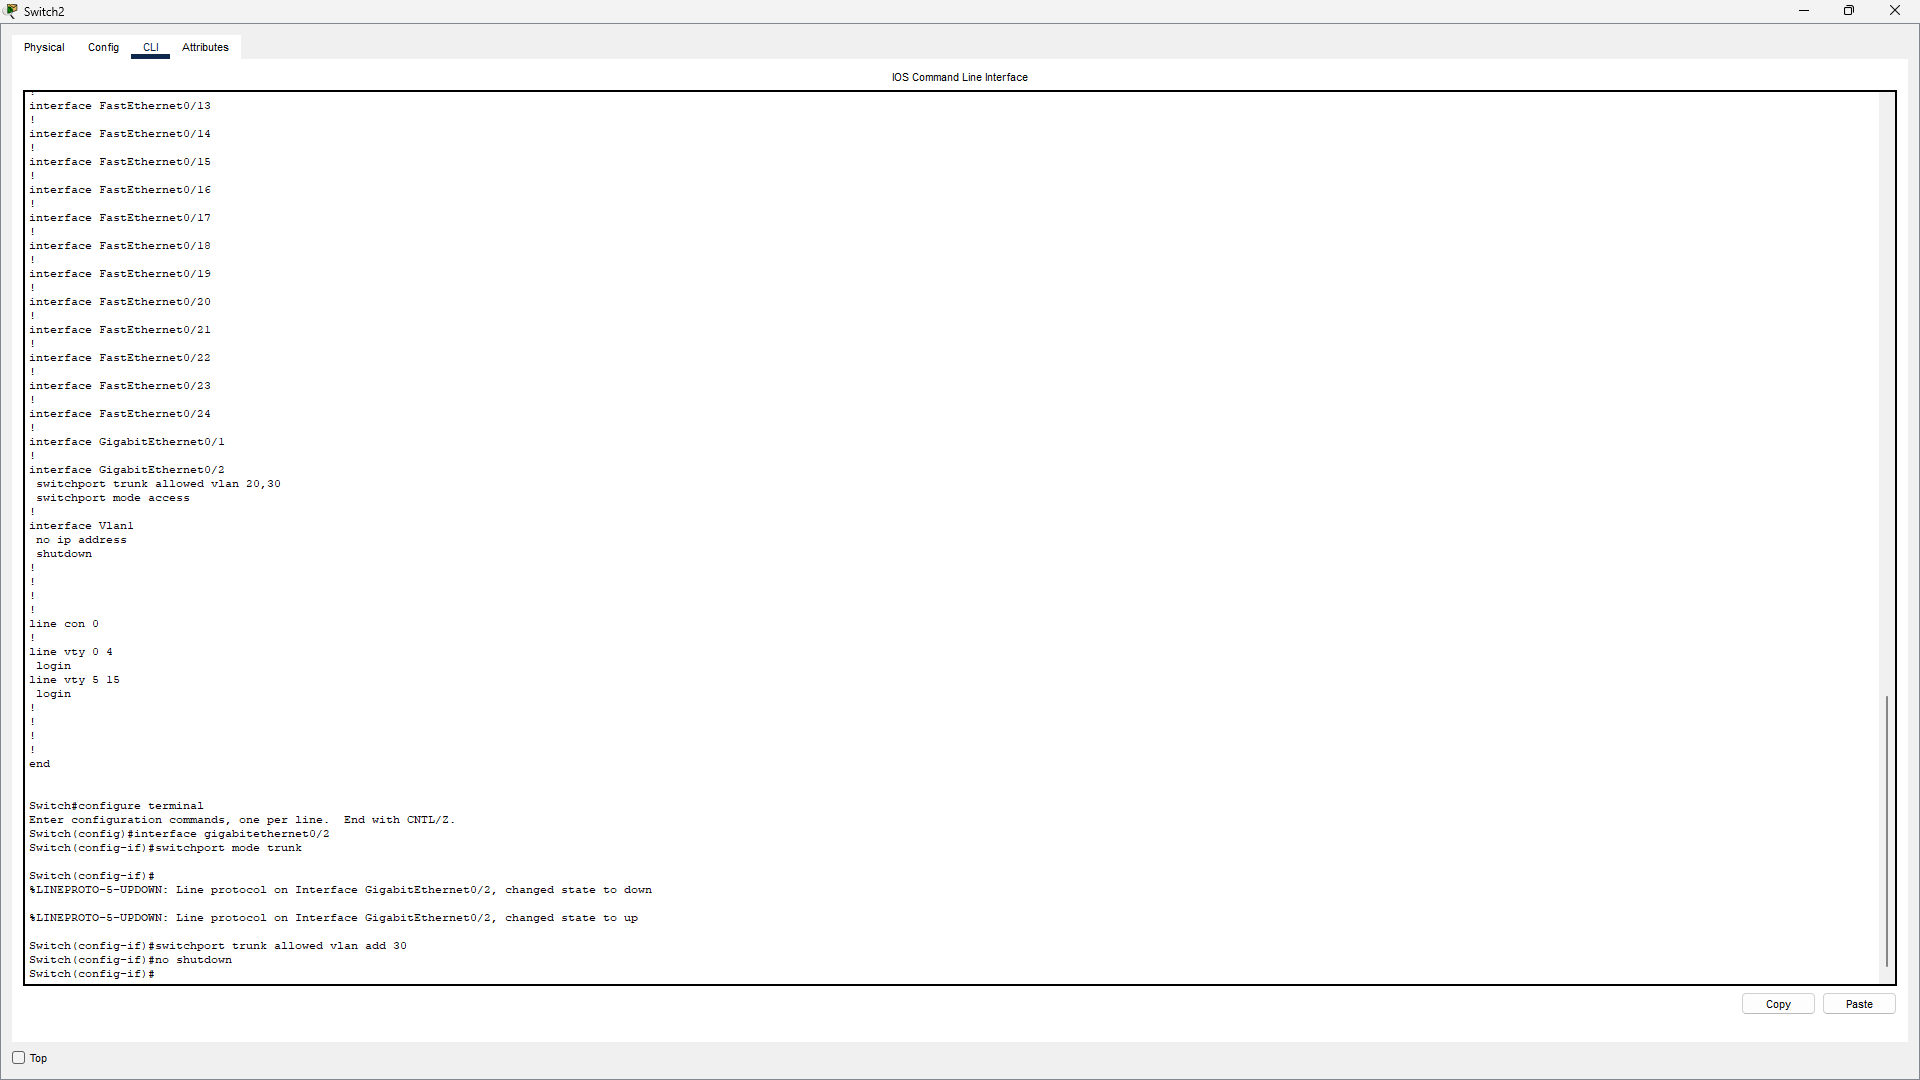 Switch2
Physical Config CLI Attributes
IOS Command Line Interface
!
interface FastEthernet0/13
!
interface FastEthernet0/14
!
interface FastEthernet0/15
!
interface FastEthernet0/16
!
interface FastEthernet0/17
!
interface FastEthernet0/18
!
interface FastEthernet0/19
!
interface FastEthernet0/20
!
interface FastEthernet0/21
!
interface FastEthernet0/22
!
interface FastEthernet0/23
!
interface FastEthernet0/24
!
interface GigabitEthernet0/1
!
interface GigabitEthernet0/2
 switchport trunk allowed vlan 20,30
 switchport mode access
!
interface Vlan1
 no ip address
 shutdown
!
!
!
!
line con 0
!
line vty 0 4
 login
line vty 5 15
 login
!
!
!
!
end
Switch#configure terminal
Enter configuration commands, one per line.  End with CNTL/Z.
Switch(config)#interface gigabitethernet0/2
Switch(config-if)#switchport mode trunk
Switch(config-if)#
%LINEPROTO-5-UPDOWN: Line protocol on Interface GigabitEthernet0/2, changed state to down
%LINEPROTO-5-UPDOWN: Line protocol on Interface GigabitEthernet0/2, changed state to up
Switch(config-if)#switchport trunk allowed vlan add 30
Switch(config-if)#no shutdown
Switch(config-if)#
Copy Paste
Top